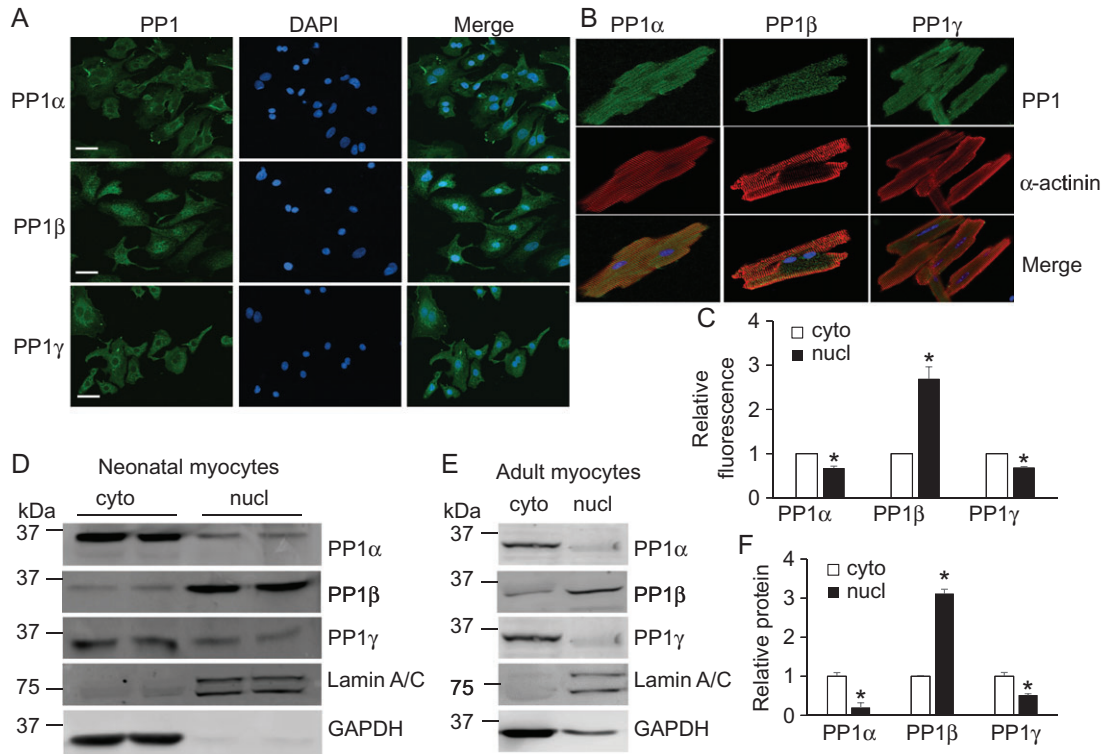 A
PP1 DAPI Merge
PP1α
PP1β
PP1γ
B
PP1α PP1β PP1γ
PP1
α-actinin
Merge
C
cyto
nucl
Relative fluorescence
4
3
2
1
0
* * *
PP1α PP1β PP1γ
D
Neonatal myocytes
cyto nucl
kDa
37 PP1α
37 PP1β
37 PP1γ
75 Lamin A/C
37 GAPDH
E
Adult myocytes
cyto nucl
kDa
37 PP1α
37 PP1β
37 PP1γ
75 Lamin A/C
37 GAPDH
F
cyto
nucl
Relative protein
4
3
2
1
0
* * *
PP1α PP1β PP1γ